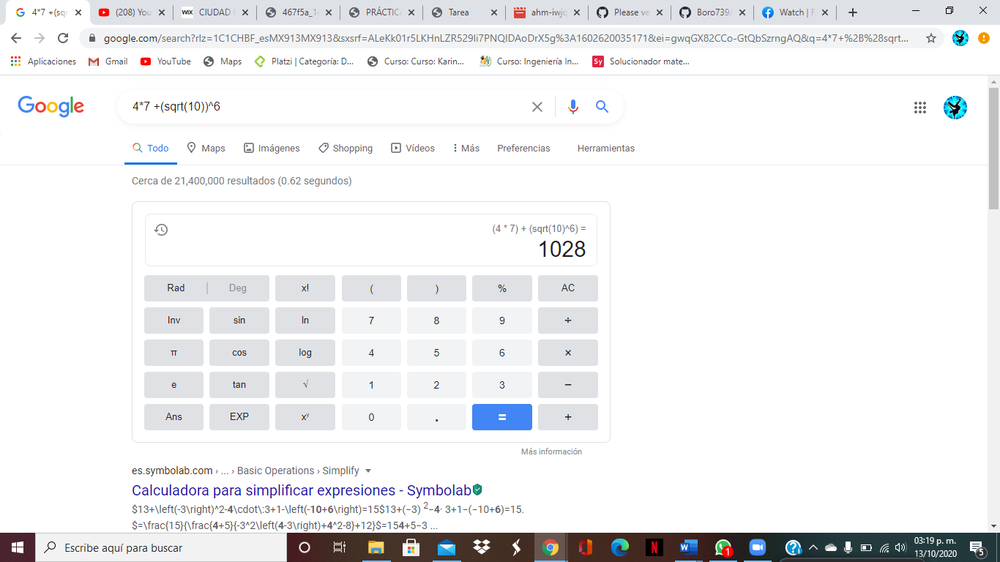 4*7 +(sqr
(208) You
WIX CIUDAD U
467f5a_1
PRÁCTIC
Tarea
ahm-iwjq
Please ve
Boro739/
Watch | F
google.com/search?rlz=1C1CHBF_esMX913MX913&sxsrf=ALeKk01r5LKHnLZR529Ii7PNQIDAoDrX5g%3A1602620035171&ei=gwqGX82CCo-GtQbSzrngAQ&q=4*7+%2B%28sqrt...
Aplicaciones
Gmail
YouTube
Maps
Platzi | Categoría: D...
Curso: Curso: Karin...
Curso: Ingeniería In...
Sy Solucionador mate...
Google
4*7 +(sqrt(10))^6
Todo
Maps
Imágenes
Shopping
Vídeos
Más
Preferencias
Herramientas
Cerca de 21,400,000 resultados (0.62 segundos)
(4 * 7) + (sqrt(10)^6) =
1028
Rad | Deg x! ( ) % AC
Inv sin ln 7 8 9 ÷
π cos log 4 5 6 ×
e tan √ 1 2 3 −
Ans EXP xʸ 0 . = +
Más información
es.symbolab.com › ... › Basic Operations › Simplify
Calculadora para simplificar expresiones - Symbolab
$13+\left(-3\right)^2-4\cdot\:3+1-\left(-10+6\right)=15$13+(−3) ²−4· 3+1−(−10+6)=15.
$=\frac{15}{\frac{4+5}{-3^2\left(4-3\right)+4^2-8}+12}$=154+5−3 ...
Escribe aquí para buscar
1
03:19 p. m.
13/10/2020
5